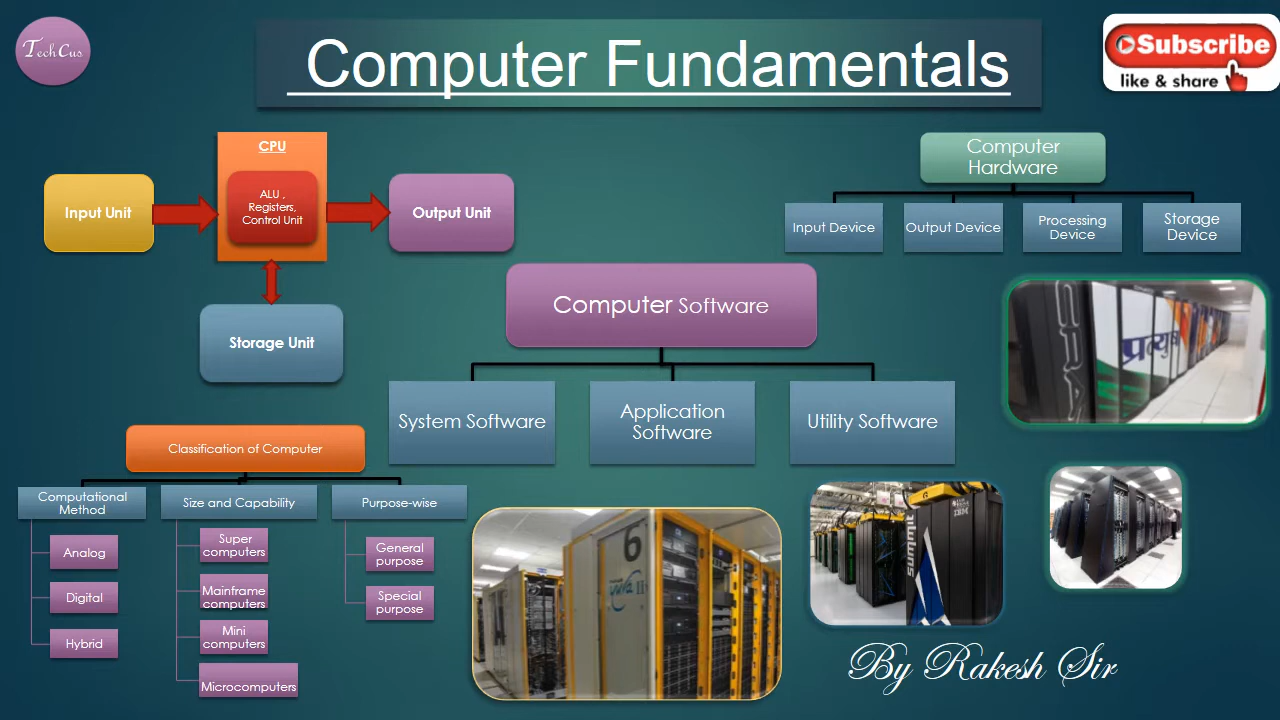 TechCus
Computer Fundamentals
Subscribe
like & share
CPU
ALU ,
Registers,
Control Unit
Input Unit
Output Unit
Storage Unit
Computer
Hardware
Input Device
Output Device
Processing
Device
Storage
Device
Computer Software
System Software
Application
Software
Utility Software
Classification of Computer
Computational
Method
Size and Capability
Purpose-wise
Analog
Digital
Hybrid
Super
computers
Mainframe
computers
Mini
computers
Microcomputers
General
purpose
Special
purpose
CRA
प्रत्युष
6
summit
IBM
By Rakesh Sir